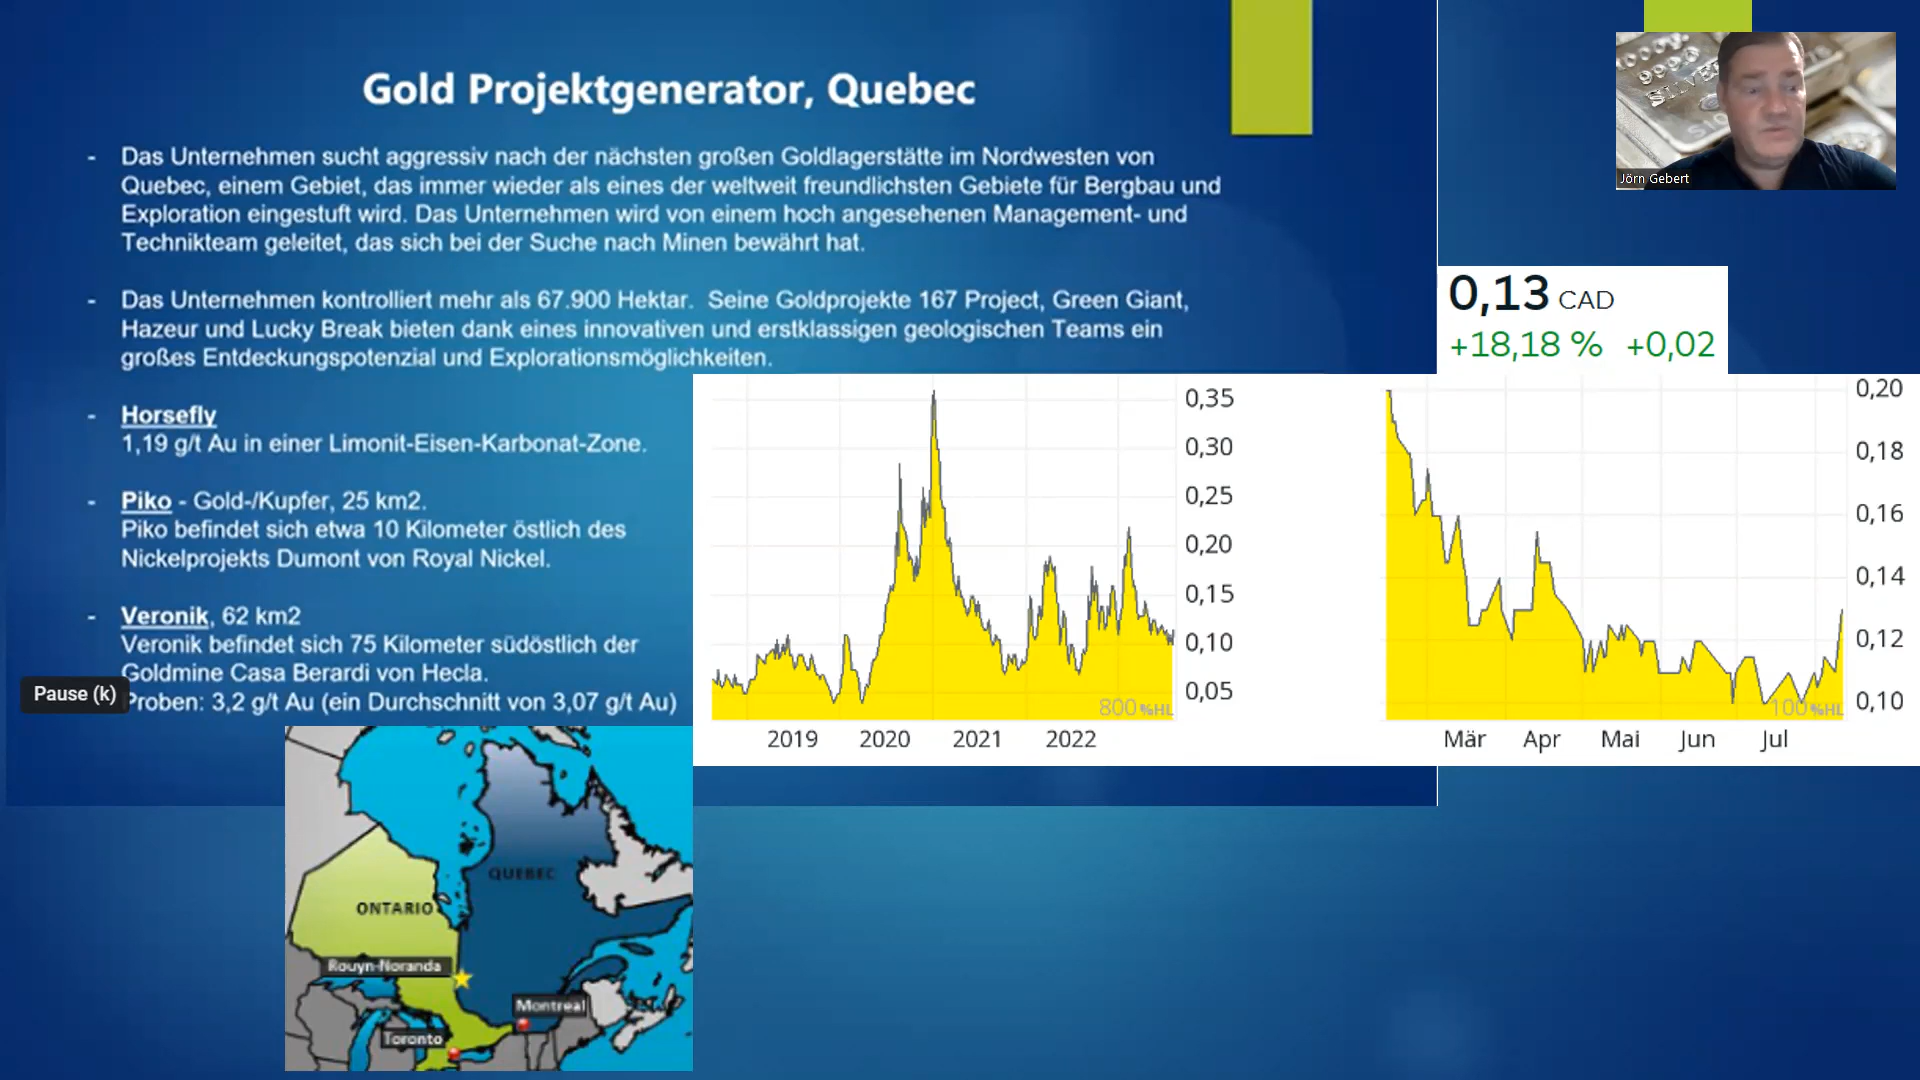 Gold Projektgenerator, Quebec
- Das Unternehmen sucht aggressiv nach der nächsten großen Goldlagerstätte im Nordwesten von
Quebec, einem Gebiet, das immer wieder als eines der weltweit freundlichsten Gebiete für Bergbau und
Exploration eingestuft wird. Das Unternehmen wird von einem hoch angesehenen Management- und
Technikteam geleitet, das sich bei der Suche nach Minen bewährt hat.
- Das Unternehmen kontrolliert mehr als 67.900 Hektar. Seine Goldprojekte 167 Project, Green Giant,
Hazeur und Lucky Break bieten dank eines innovativen und erstklassigen geologischen Teams ein
großes Entdeckungspotenzial und Explorationsmöglichkeiten.
- Horsefly
1,19 g/t Au in einer Limonit-Eisen-Karbonat-Zone.
- Piko - Gold-/Kupfer, 25 km2.
Piko befindet sich etwa 10 Kilometer östlich des
Nickelprojekts Dumont von Royal Nickel.
- Veronik, 62 km2
Veronik befindet sich 75 Kilometer südöstlich der
Goldmine Casa Berardi von Hecla.
Proben: 3,2 g/t Au (ein Durchschnitt von 3,07 g/t Au)
Pause (k)
QUEBEC
ONTARIO
Rouyn-Noranda
Montreal
Toronto
0,35
0,30
0,25
0,20
0,15
0,10
0,05
800 %HL
2019 2020 2021 2022
SILVER
Jörn Gebert
0,13 CAD
+18,18 % +0,02
0,20
0,18
0,16
0,14
0,12
0,10
100 %HL
Mär Apr Mai Jun Jul